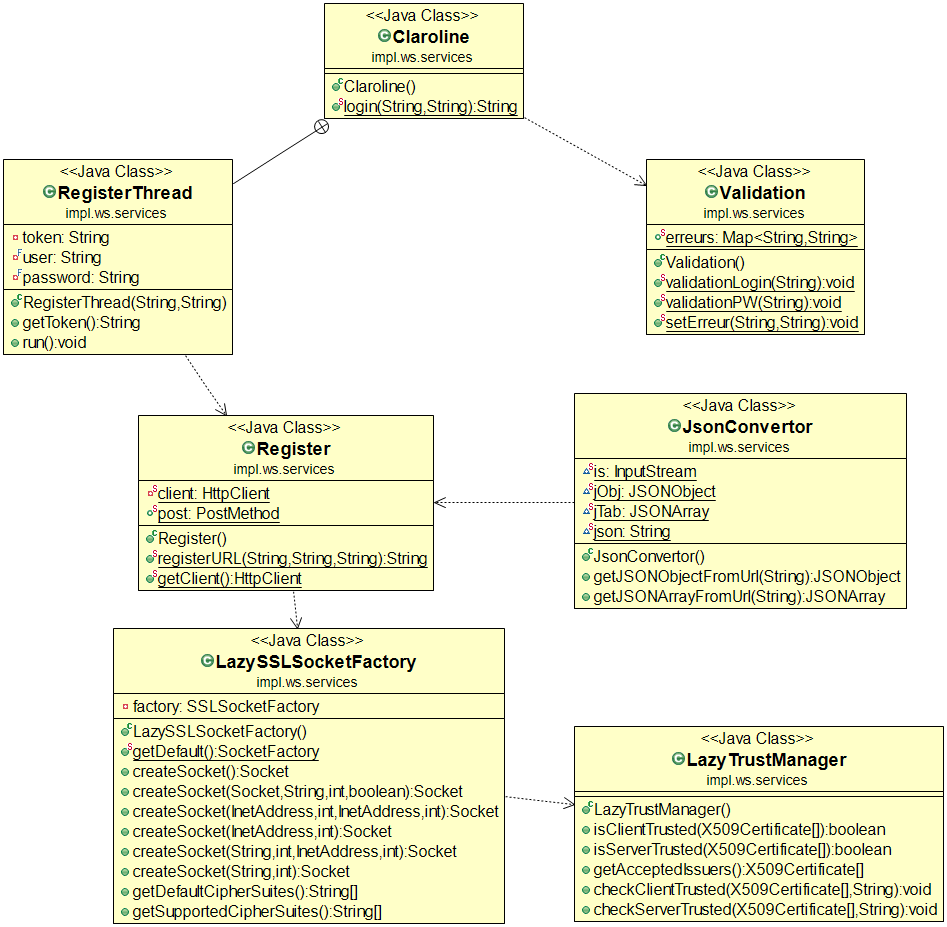 <<Java Class>>
Claroline
impl.ws.services
Claroline()
login(String,String):String
<<Java Class>>
RegisterThread
impl.ws.services
token: String
user: String
password: String
RegisterThread(String,String)
getToken():String
run():void
<<Java Class>>
Validation
impl.ws.services
erreurs: Map<String,String>
Validation()
validationLogin(String):void
validationPW(String):void
setErreur(String,String):void
<<Java Class>>
Register
impl.ws.services
client: HttpClient
post: PostMethod
Register()
registerURL(String,String,String):String
getClient():HttpClient
<<Java Class>>
JsonConvertor
impl.ws.services
is: InputStream
jObj: JSONObject
jTab: JSONArray
json: String
JsonConvertor()
getJSONObjectFromUrl(String):JSONObject
getJSONArrayFromUrl(String):JSONArray
<<Java Class>>
LazySSLSocketFactory
impl.ws.services
factory: SSLSocketFactory
LazySSLSocketFactory()
getDefault():SocketFactory
createSocket():Socket
createSocket(Socket,String,int,boolean):Socket
createSocket(InetAddress,int,InetAddress,int):Socket
createSocket(InetAddress,int):Socket
createSocket(String,int,InetAddress,int):Socket
createSocket(String,int):Socket
getDefaultCipherSuites():String[]
getSupportedCipherSuites():String[]
<<Java Class>>
LazyTrustManager
impl.ws.services
LazyTrustManager()
isClientTrusted(X509Certificate[]):boolean
isServerTrusted(X509Certificate[]):boolean
getAcceptedIssuers():X509Certificate[]
checkClientTrusted(X509Certificate[],String):void
checkServerTrusted(X509Certificate[],String):void